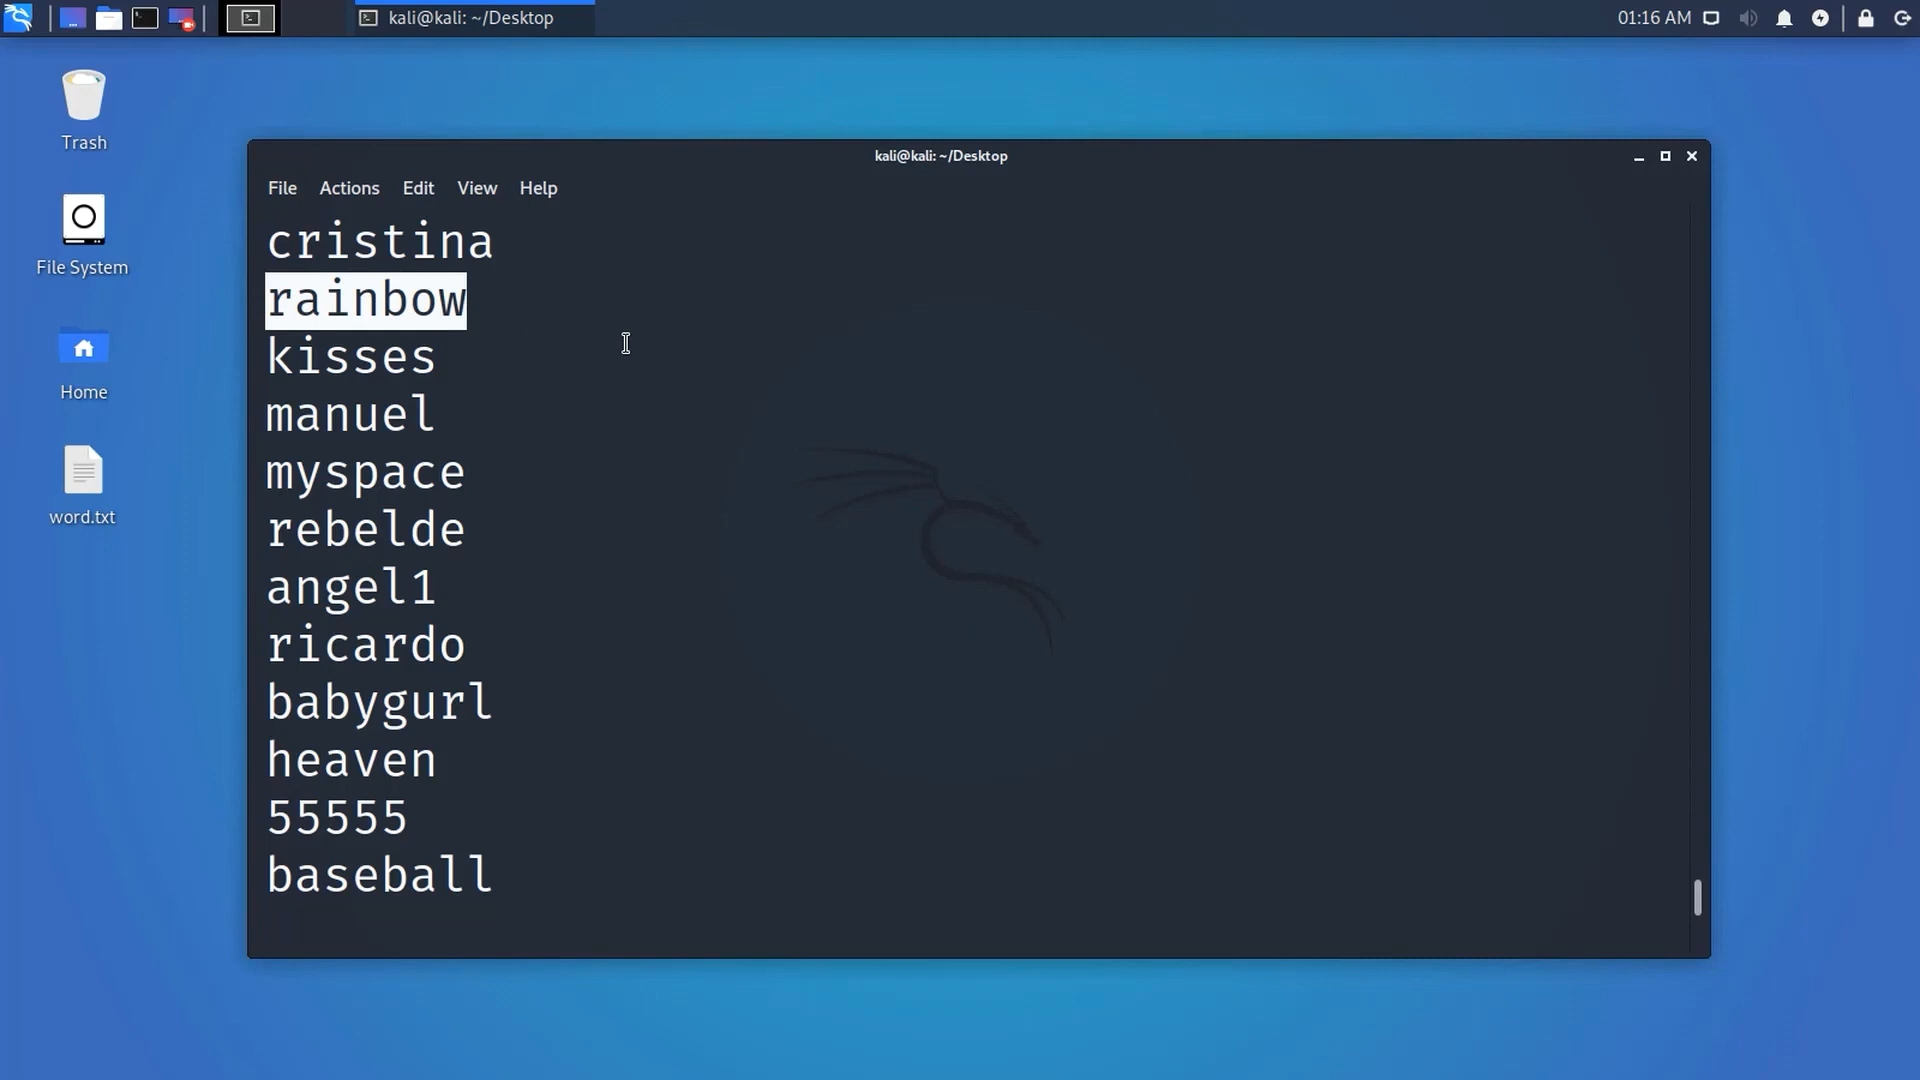 kali@kali: ~/Desktop
01:16 AM
Trash
File System
Home
word.txt
kali@kali: ~/Desktop
File Actions Edit View Help
cristina
rainbow
kisses
manuel
myspace
rebelde
angel1
ricardo
babygurl
heaven
55555
baseball